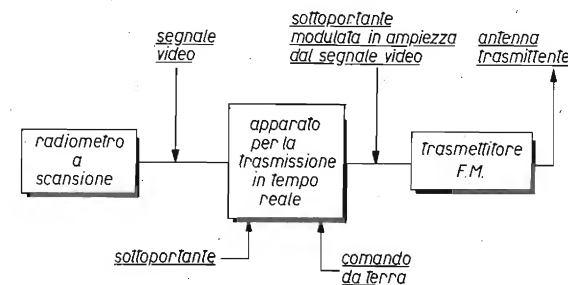 segnale
video
sottoportante
modulata in ampiezza
dal segnale video
antenna
trasmittente
radiometro
a
scansione
apparato
per la
trasmissione
in tempo
reale
trasmettitore
F.M.
sottoportante
comando
da terra